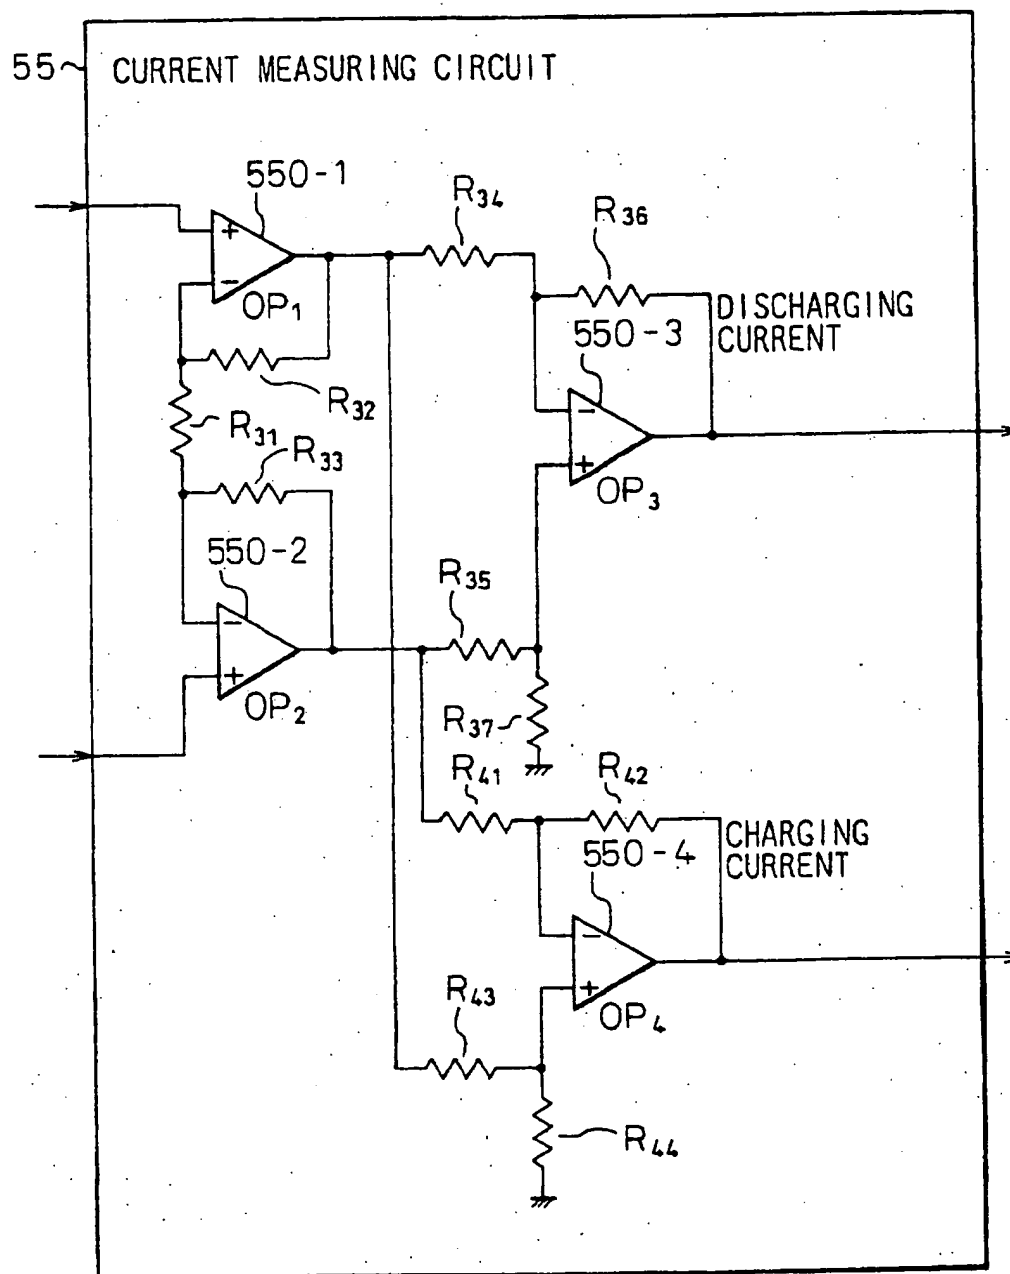 55 CURRENT MEASURING CIRCUIT
550-1
R34
R36
+
-
OP1
DISCHARGING
CURRENT
550-3
R32
R31
R33
-
+
OP3
550-2
R35
-
+
OP2
R37
R41
R42
CHARGING
CURRENT
550-4
-
+
R43
OP4
R44